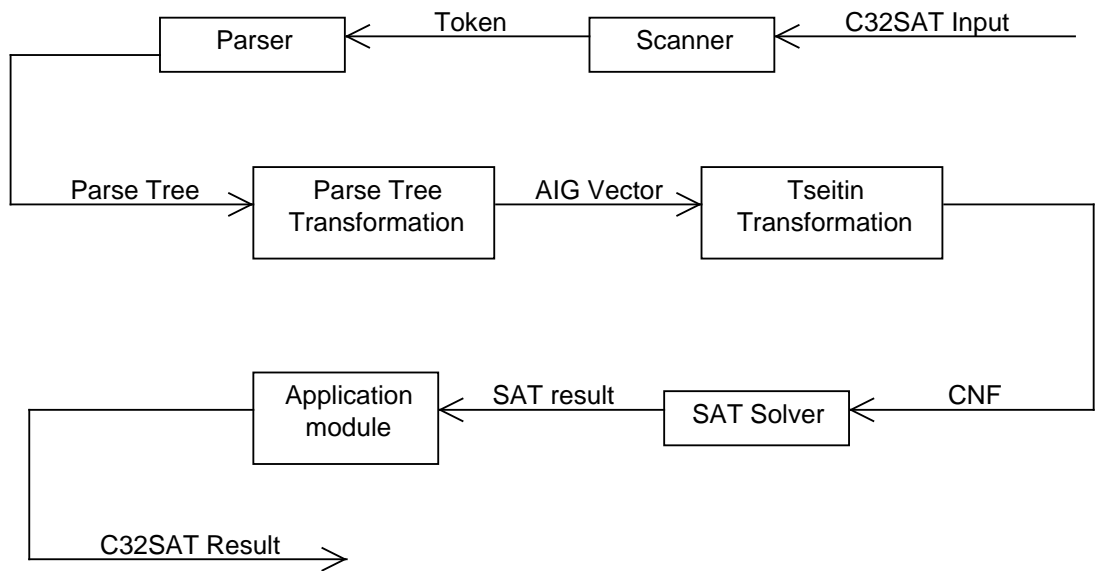 Parser
Token
Scanner
C32SAT Input
Parse Tree
Parse Tree
Transformation
AIG Vector
Tseitin
Transformation
Application
module
SAT result
SAT Solver
CNF
C32SAT Result